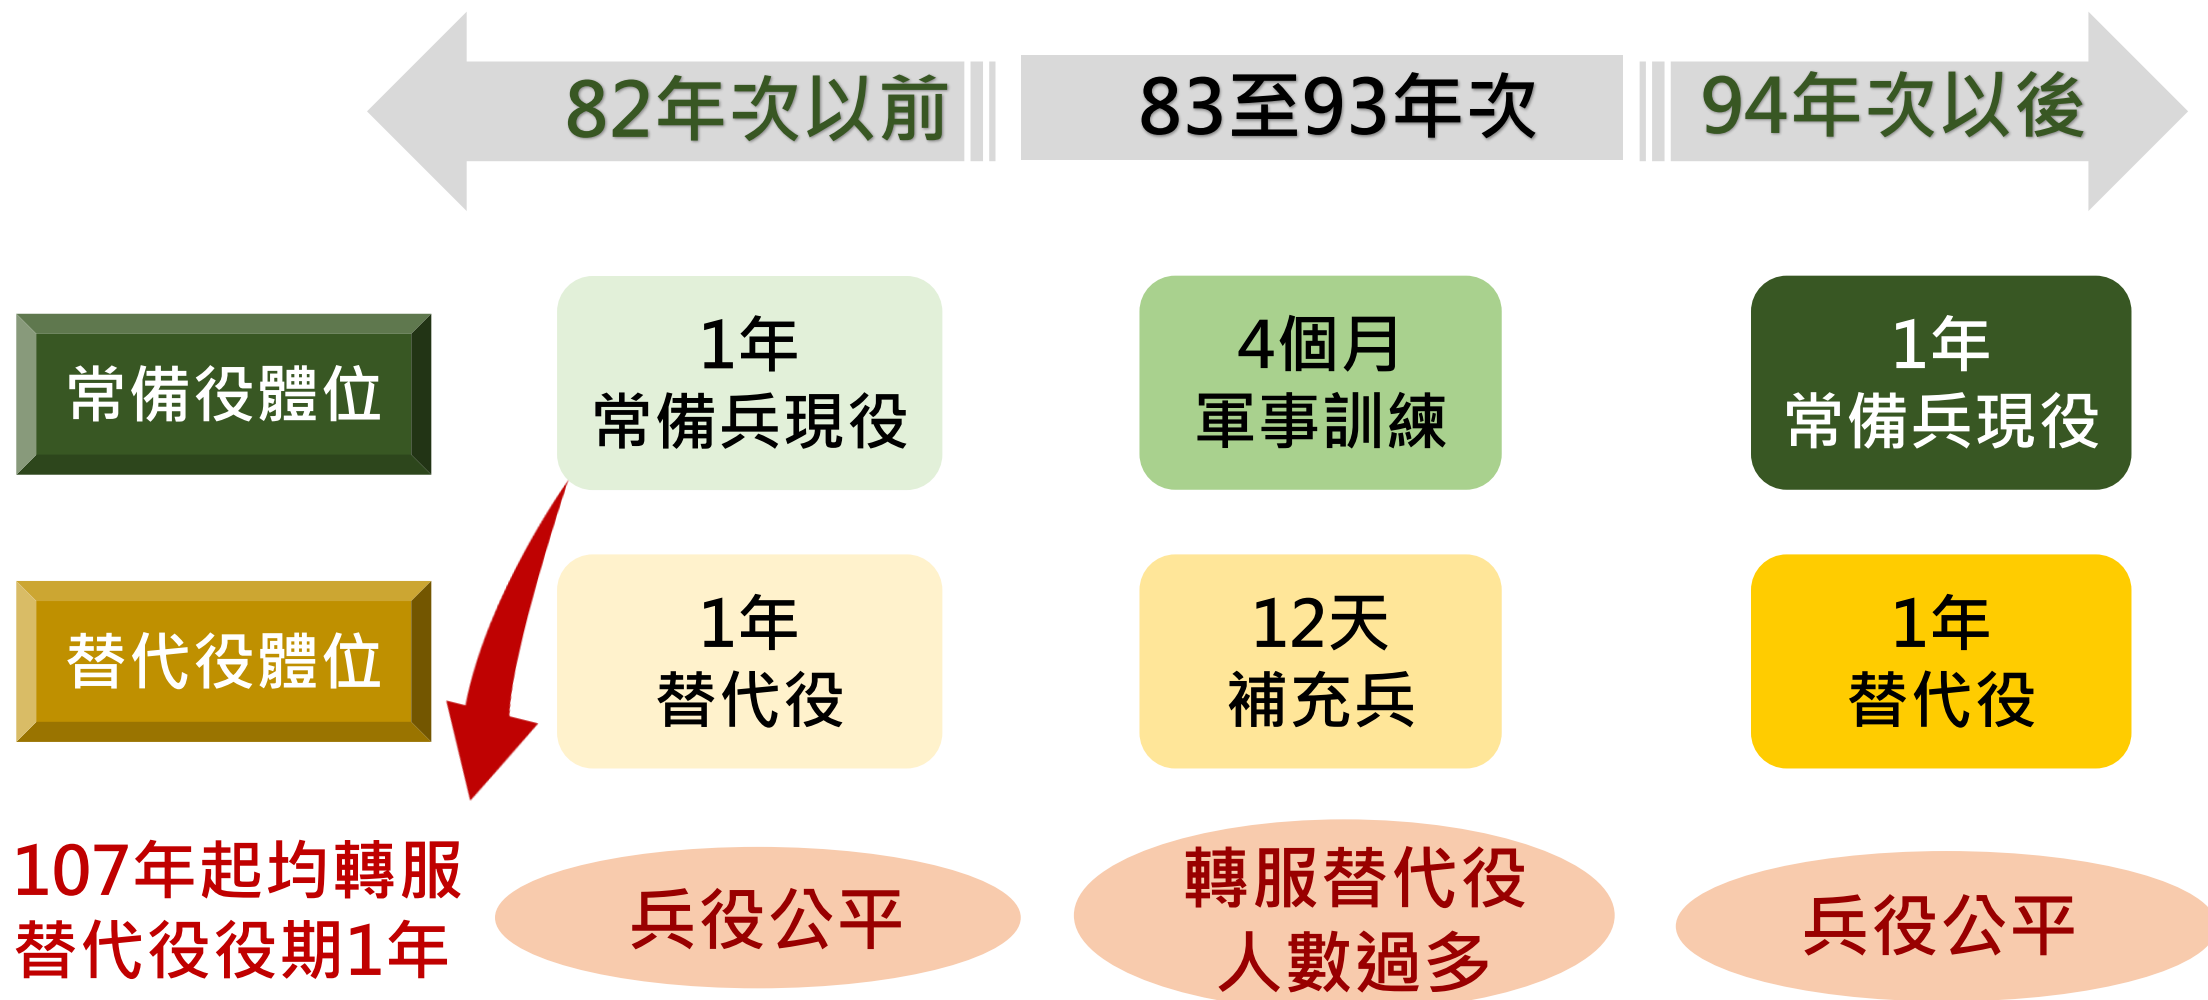 82年次以前
83至93年次
94年次以後
常備役體位
1年
常備兵現役
4個月
軍事訓練
1年
常備兵現役
替代役體位
1年
替代役
12天
補充兵
1年
替代役
107年起均轉服
替代役役期1年
兵役公平
轉服替代役
人數過多
兵役公平